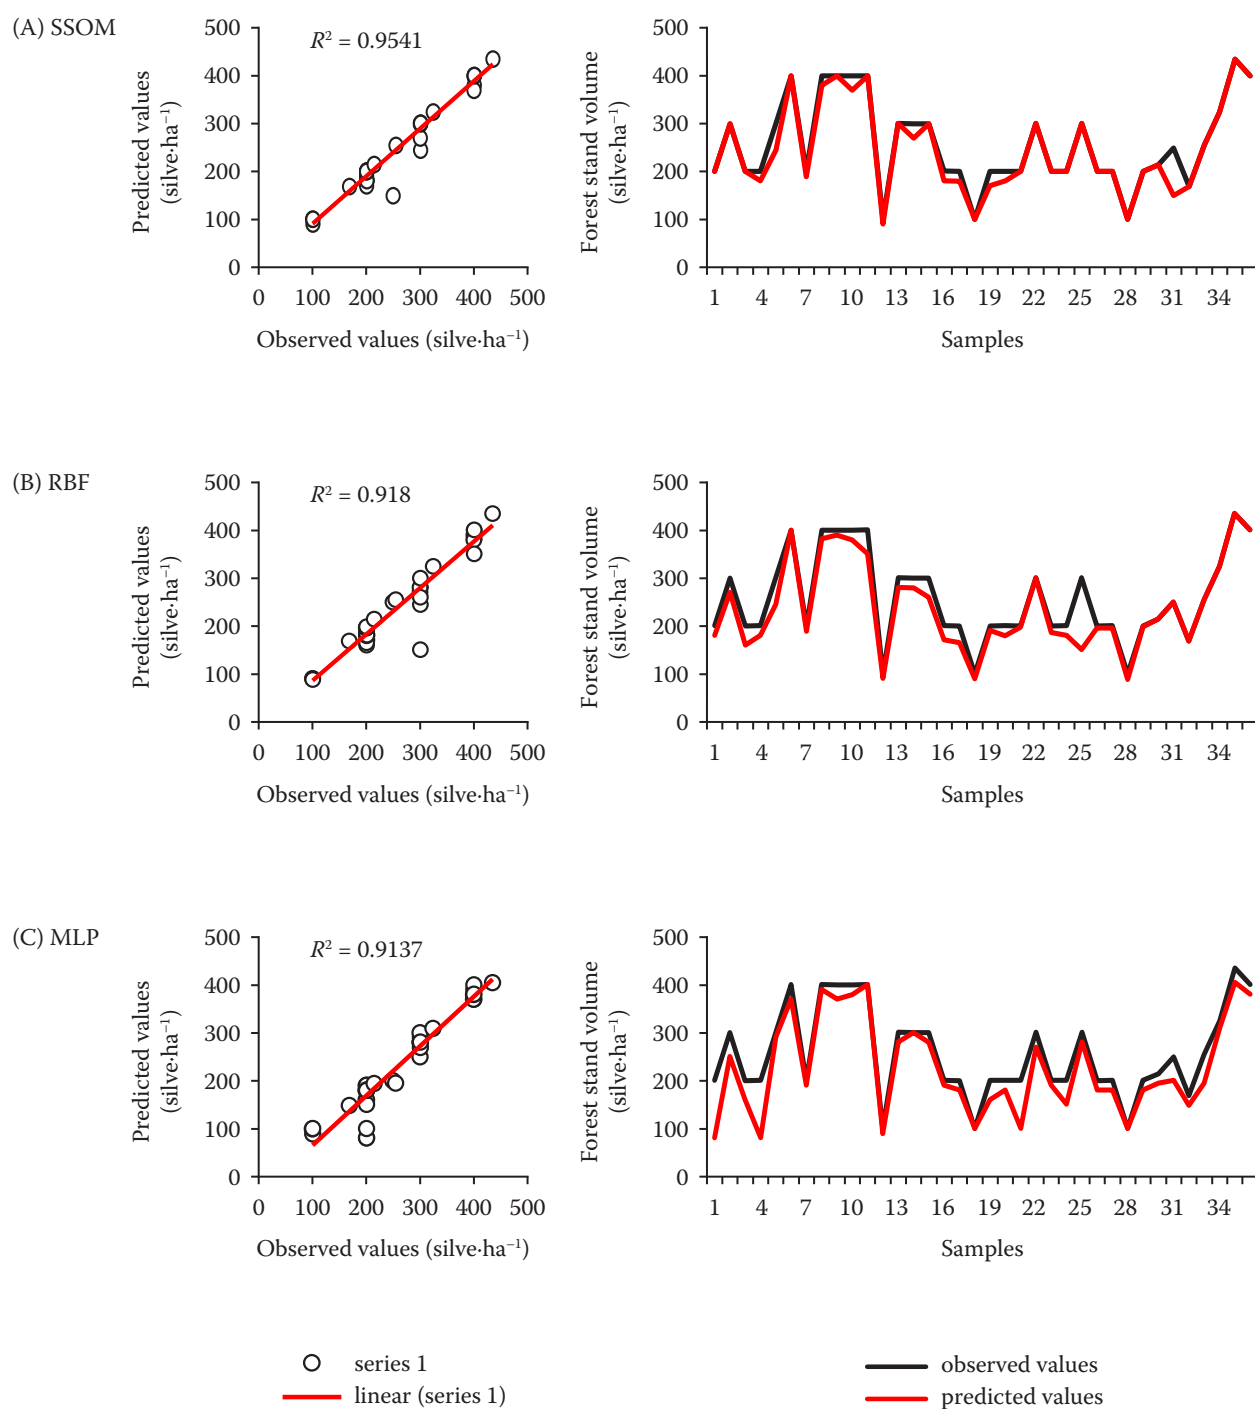 (A) SSOM
R² = 0.9541
Predicted values
(silve·ha⁻¹)
500
400
300
200
100
0
0 100 200 300 400 500
Observed values (silve·ha⁻¹)
Forest stand volume
(silve·ha⁻¹)
500
400
300
200
100
0
1 4 7 10 13 16 19 22 25 28 31 34
Samples
(B) RBF
R² = 0.918
Predicted values
(silve·ha⁻¹)
500
400
300
200
100
0
0 100 200 300 400 500
Observed values (silve·ha⁻¹)
Forest stand volume
(silve·ha⁻¹)
500
400
300
200
100
0
1 4 7 10 13 16 19 22 25 28 31 34
Samples
(C) MLP
R² = 0.9137
Predicted values
(silve·ha⁻¹)
500
400
300
200
100
0
0 100 200 300 400 500
Observed values (silve·ha⁻¹)
Forest stand volume
(silve·ha⁻¹)
500
400
300
200
100
0
1 4 7 10 13 16 19 22 25 28 31 34
Samples
series 1
linear (series 1)
observed values
predicted values